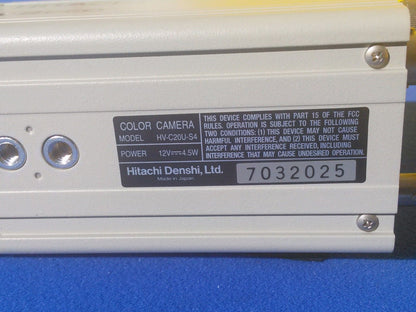 COLOR CAMERA
MODEL HV-C20U-S4
POWER 12V⎓4.5W
THIS DEVICE COMPLIES WITH PART 15 OF THE FCC
RULES. OPERATION IS SUBJECT TO THE FOLLOWING
TWO CONDITIONS: (1) THIS DEVICE MAY NOT CAUSE
HARMFUL INTERFERENCE, AND (2) THIS DEVICE MUST
ACCEPT ANY INTERFERENCE RECEIVED, INCLUDING
INTERFERENCE THAT MAY CAUSE UNDESIRED OPERATION.
Hitachi Denshi, Ltd.
Made in Japan
7032025